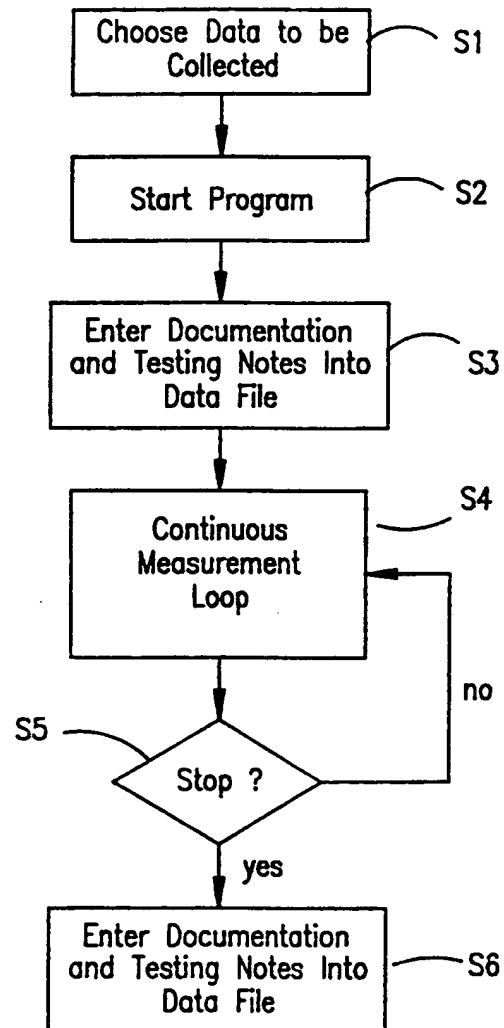 Choose Data to be
Collected
S1
Start Program
S2
Enter Documentation
and Testing Notes Into
Data File
S3
Continuous
Measurement
Loop
S4
no
S5
Stop ?
yes
Enter Documentation
and Testing Notes Into
Data File
S6